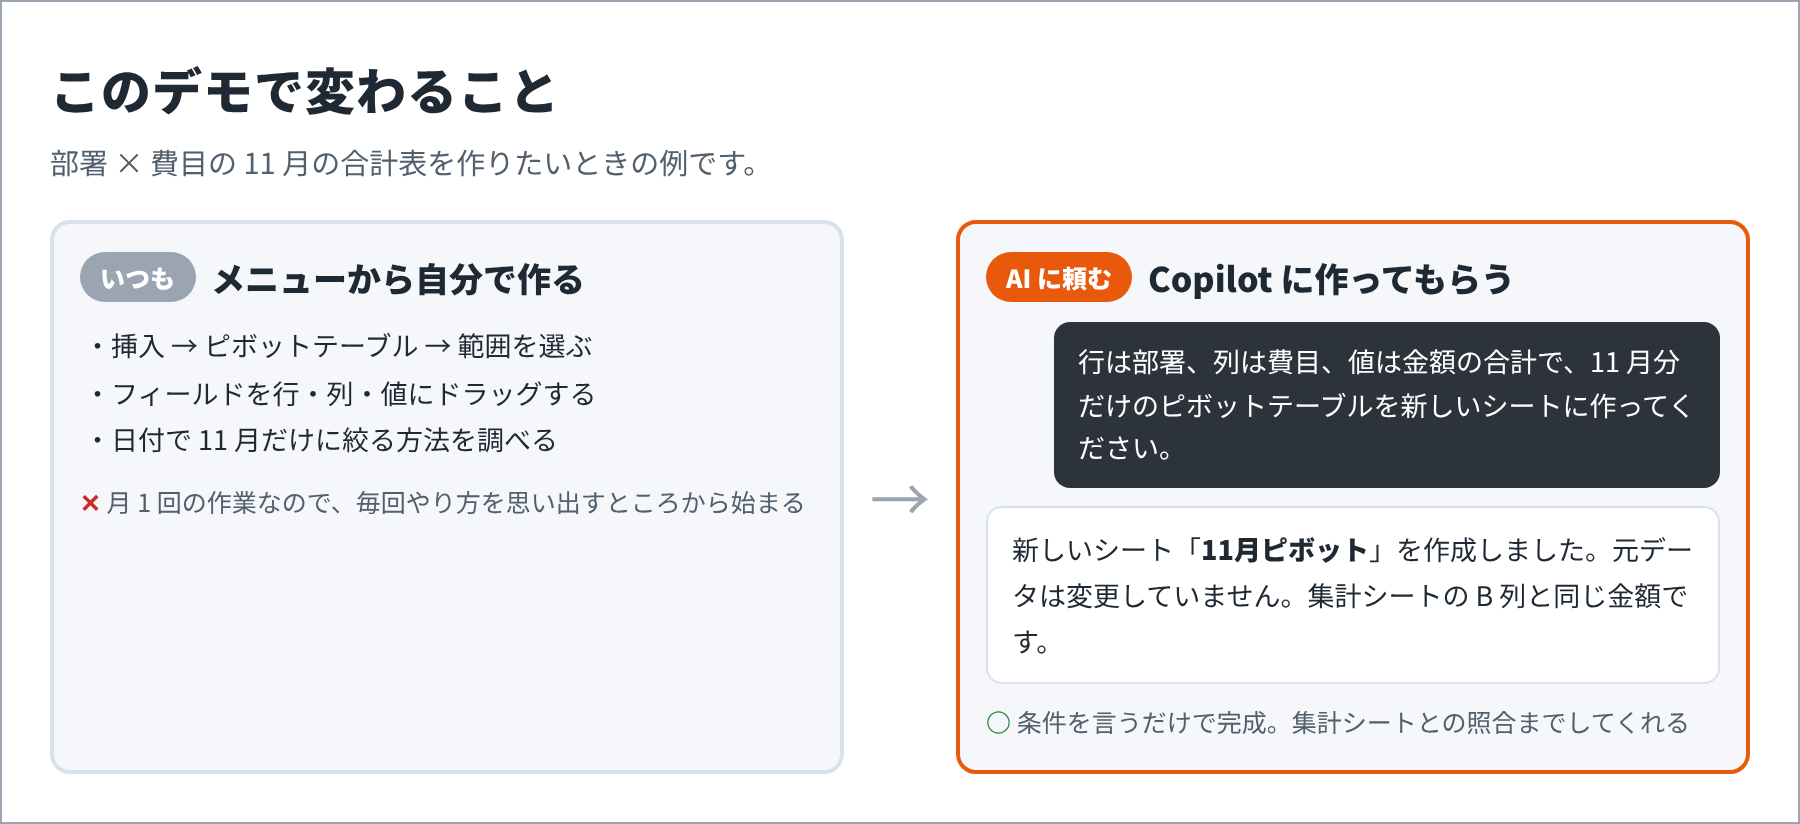 このデモで変わること
部署 × 費目の 11 月の合計表を作りたいときの例です。
いつも メニューから自分で作る
・挿入 → ピボットテーブル → 範囲を選ぶ
・フィールドを行・列・値にドラッグする
・日付で 11 月だけに絞る方法を調べる
× 月 1 回の作業なので、毎回やり方を思い出すところから始まる
→
AI に頼む Copilot に作ってもらう
行は部署、列は費目、値は金額の合計で、11 月分
だけのピボットテーブルを新しいシートに作ってく
ださい。
新しいシート「11月ピボット」を作成しました。元デー
タは変更していません。集計シートの B 列と同じ金額で
す。
○ 条件を言うだけで完成。集計シートとの照合までしてくれる